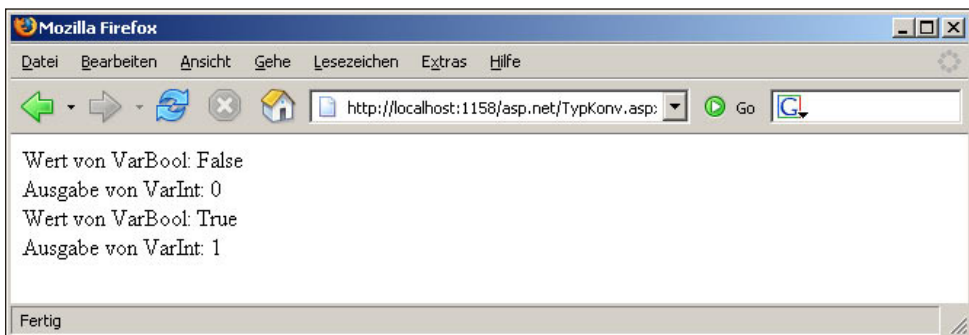 Mozilla Firefox
Datei Bearbeiten Ansicht Gehe Lesezeichen Extras Hilfe
http://localhost:1158/asp.net/TypKonv.asp: Go G
Wert von VarBool: False
Ausgabe von VarInt: 0
Wert von VarBool: True
Ausgabe von VarInt: 1
Fertig